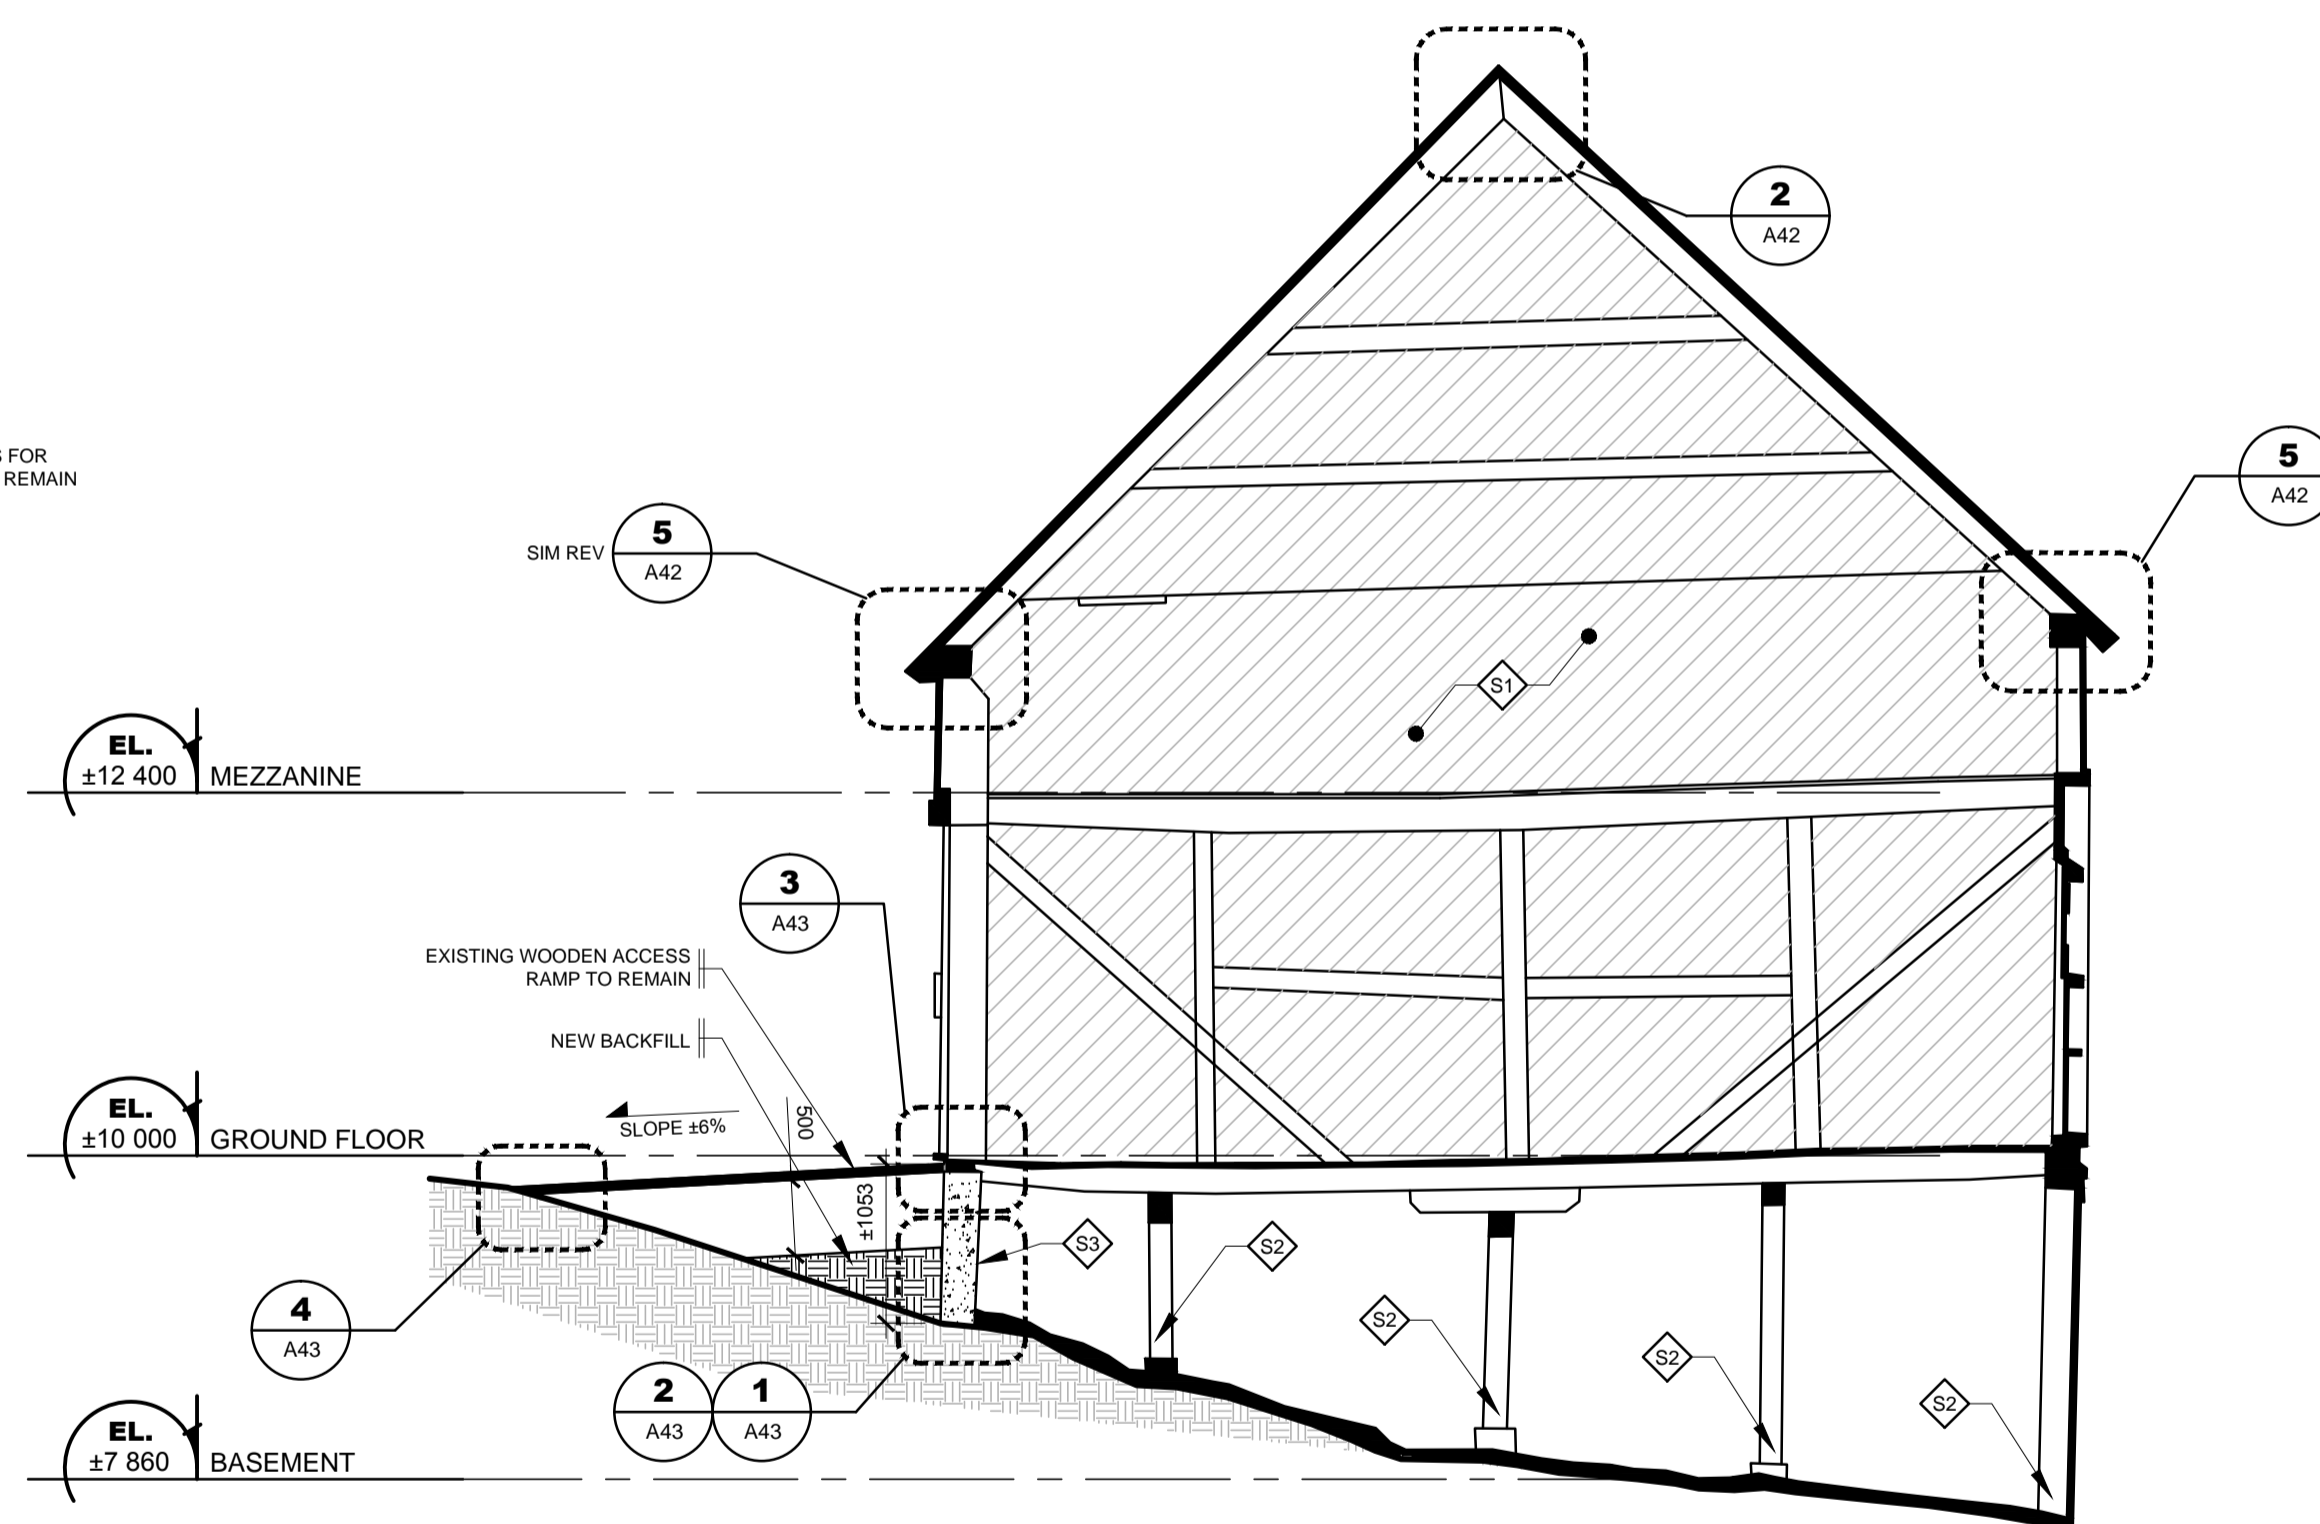 2
A42
S FOR
REMAIN
5
A42
SIM REV
5
A42
S1
EL.
±12 400
MEZZANINE
3
A43
EXISTING WOODEN ACCESS
RAMP TO REMAIN
NEW BACKFILL
EL.
±10 000
GROUND FLOOR
SLOPE ±6%
500
±1053
S3
S2
S2
S2
S2
4
A43
2
A43
1
A43
EL.
±7 860
BASEMENT